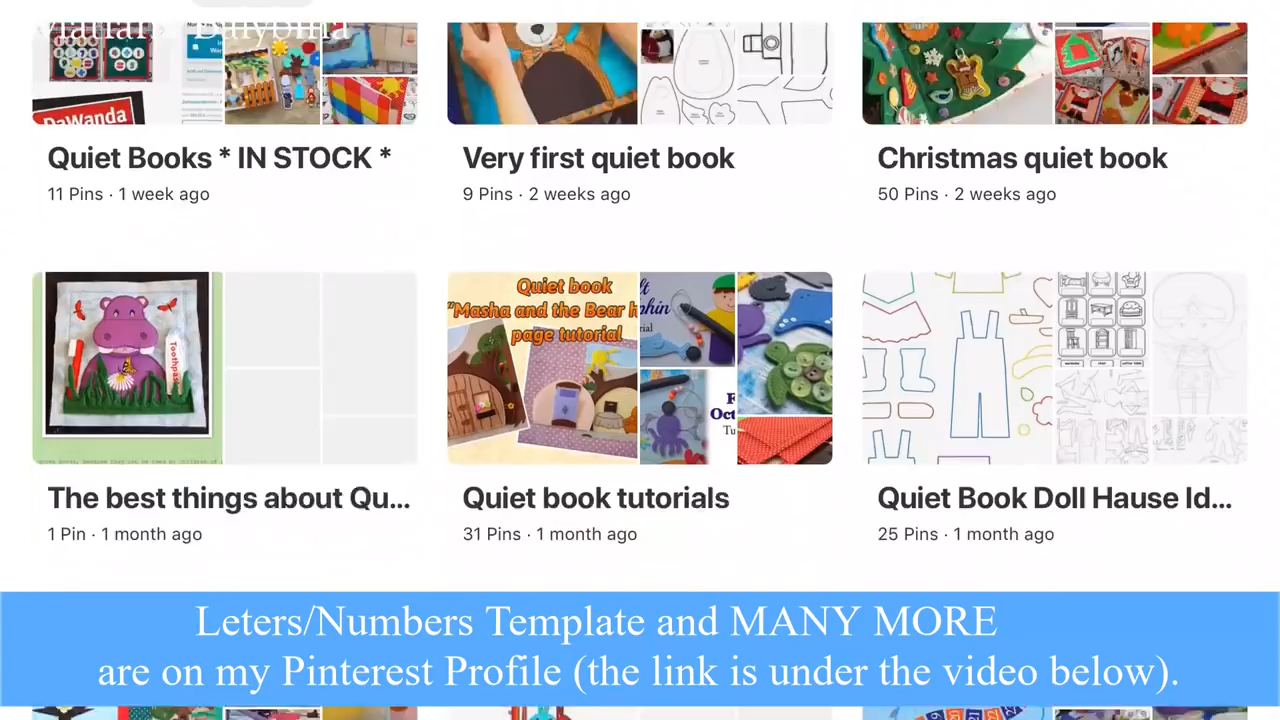 DaWanda
Quiet Books * IN STOCK *
11 Pins · 1 week ago
Very first quiet book
9 Pins · 2 weeks ago
Christmas quiet book
50 Pins · 2 weeks ago
Toothpas
Quiet book
"Masha and the Bear h
page tutorial
The best things about Qu...
1 Pin · 1 month ago
Quiet book tutorials
31 Pins · 1 month ago
Quiet Book Doll Hause Id...
25 Pins · 1 month ago
Leters/Numbers Template and MANY MORE
are on my Pinterest Profile (the link is under the video below).